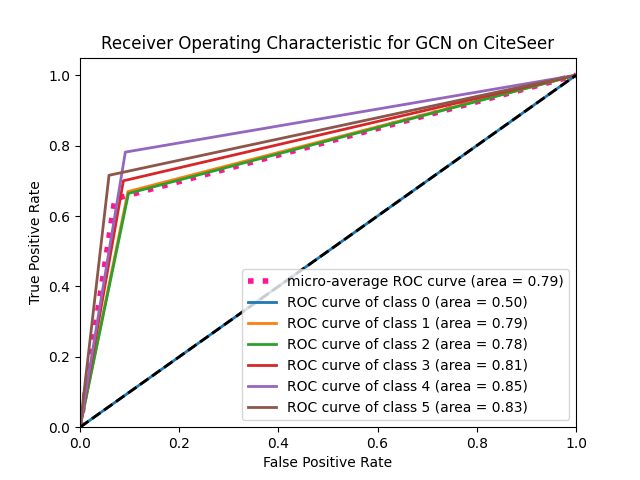 Receiver Operating Characteristic for GCN on CiteSeer
1.0
0.8
0.6
0.4
0.2
0.0
True Positive Rate
micro-average ROC curve (area = 0.79)
ROC curve of class 0 (area = 0.50)
ROC curve of class 1 (area = 0.79)
ROC curve of class 2 (area = 0.78)
ROC curve of class 3 (area = 0.81)
ROC curve of class 4 (area = 0.85)
ROC curve of class 5 (area = 0.83)
0.0 0.2 0.4 0.6 0.8 1.0
False Positive Rate